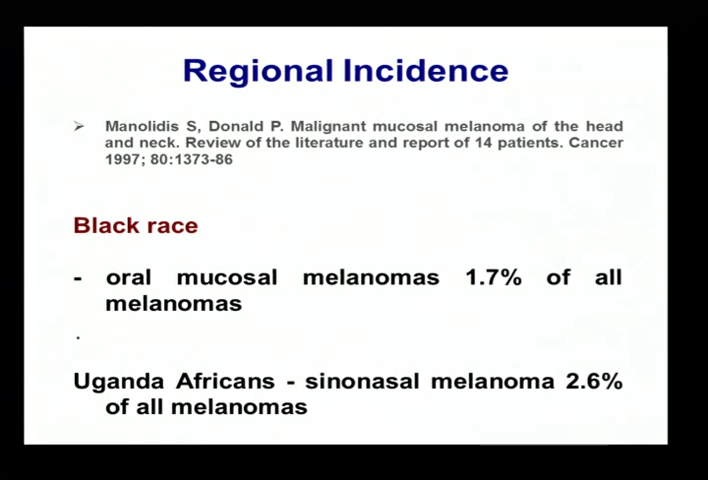 Regional Incidence
➢ Manolidis S, Donald P. Malignant mucosal melanoma of the head
and neck. Review of the literature and report of 14 patients. Cancer
1997; 80:1373-86
Black race
- oral mucosal melanomas 1.7% of all
melanomas
.
Uganda Africans - sinonasal melanoma 2.6%
of all melanomas